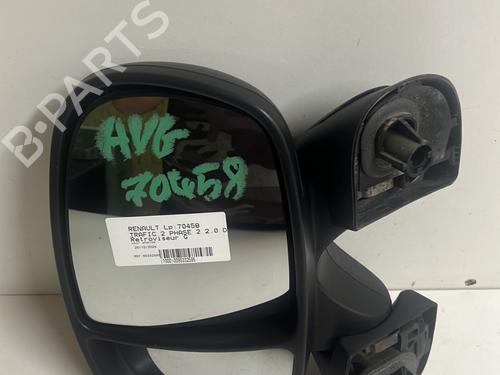 B-PARTS
AVG
70458
RENAULT Lp:70458
TRAFIC 2 PHASE 2 2.0 D
Retroviseur G